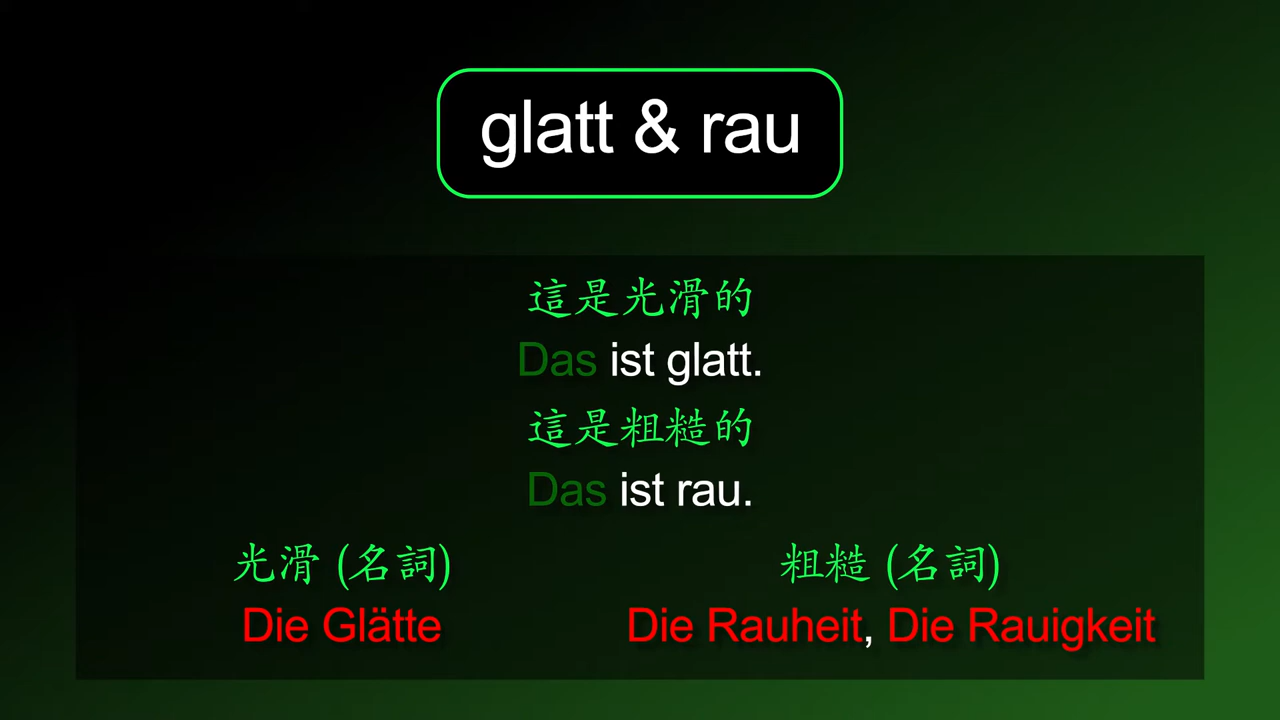 glatt & rau
這是光滑的
Das ist glatt.
這是粗糙的
Das ist rau.
光滑 (名詞)
Die Glätte
粗糙 (名詞)
Die Rauheit, Die Rauigkeit